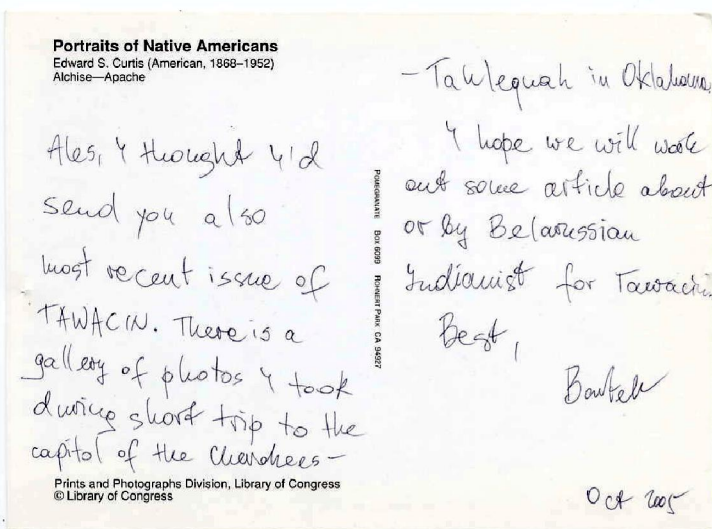 Portraits of Native Americans
Edward S. Curtis (American, 1868–1952)
Alchise—Apache
Ales, I thought I'd
send you also
most recent issue of
TAWACIN. There is a
gallery of photos I took
during short trip to the
capitol of the Cherokees –
Prints and Photographs Division, Library of Congress
© Library of Congress
POMEGRANATE BOX 6099 ROHNERT PARK CA 94927
– Tahlequah in Oklahoma.
I hope we will work
out some article about
or by Belarussian
Indianist for Tawacin.
Best,
Bartek
Oct 2005